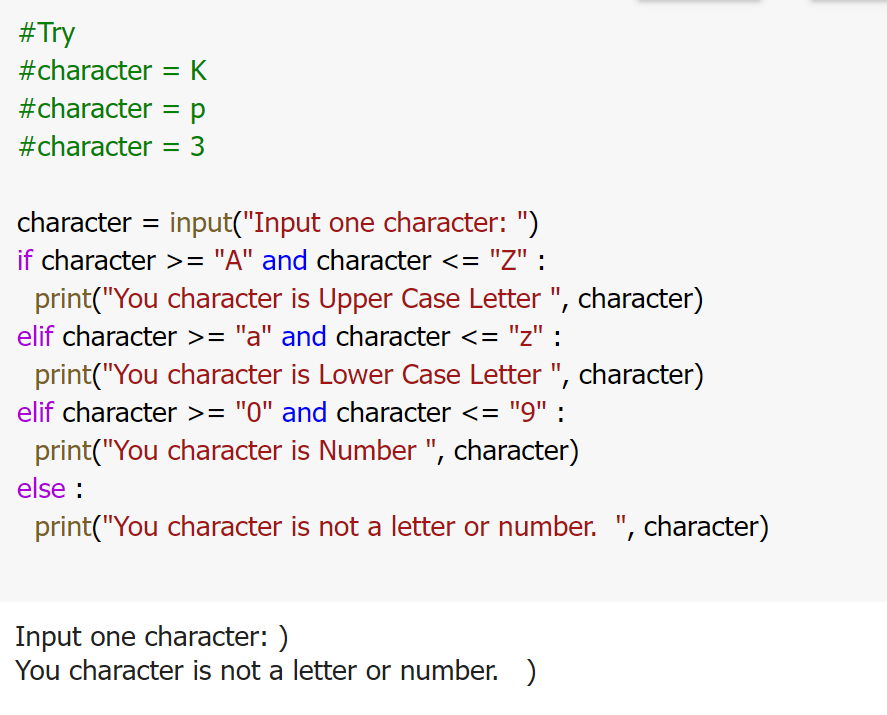 #Try
#character = K
#character = p
#character = 3
character = input("Input one character: ")
if character >= "A" and character <= "Z" :
print("You character is Upper Case Letter ", character)
elif character >= "a" and character <= "z" :
print("You character is Lower Case Letter ", character)
elif character >= "0" and character <= "9" :
print("You character is Number ", character)
else :
print("You character is not a letter or number.  ", character)
Input one character: )
You character is not a letter or number.   )